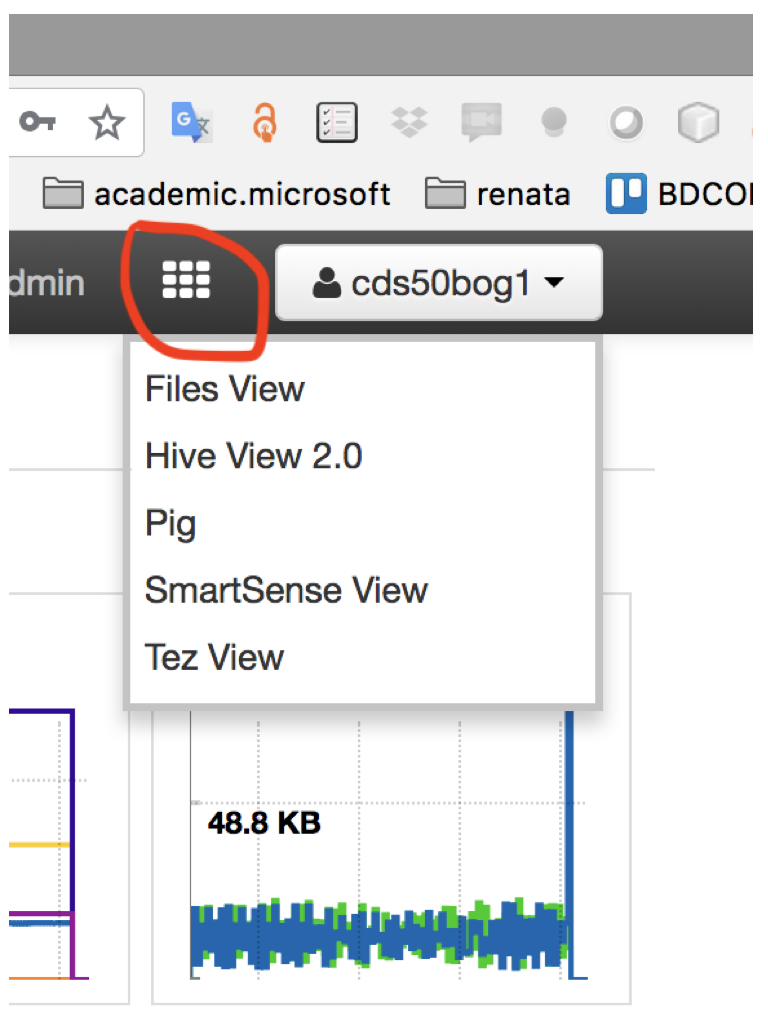 academic.microsoft renata BDCO
dmin cds50bog1
Files View
Hive View 2.0
Pig
SmartSense View
Tez View
48.8 KB